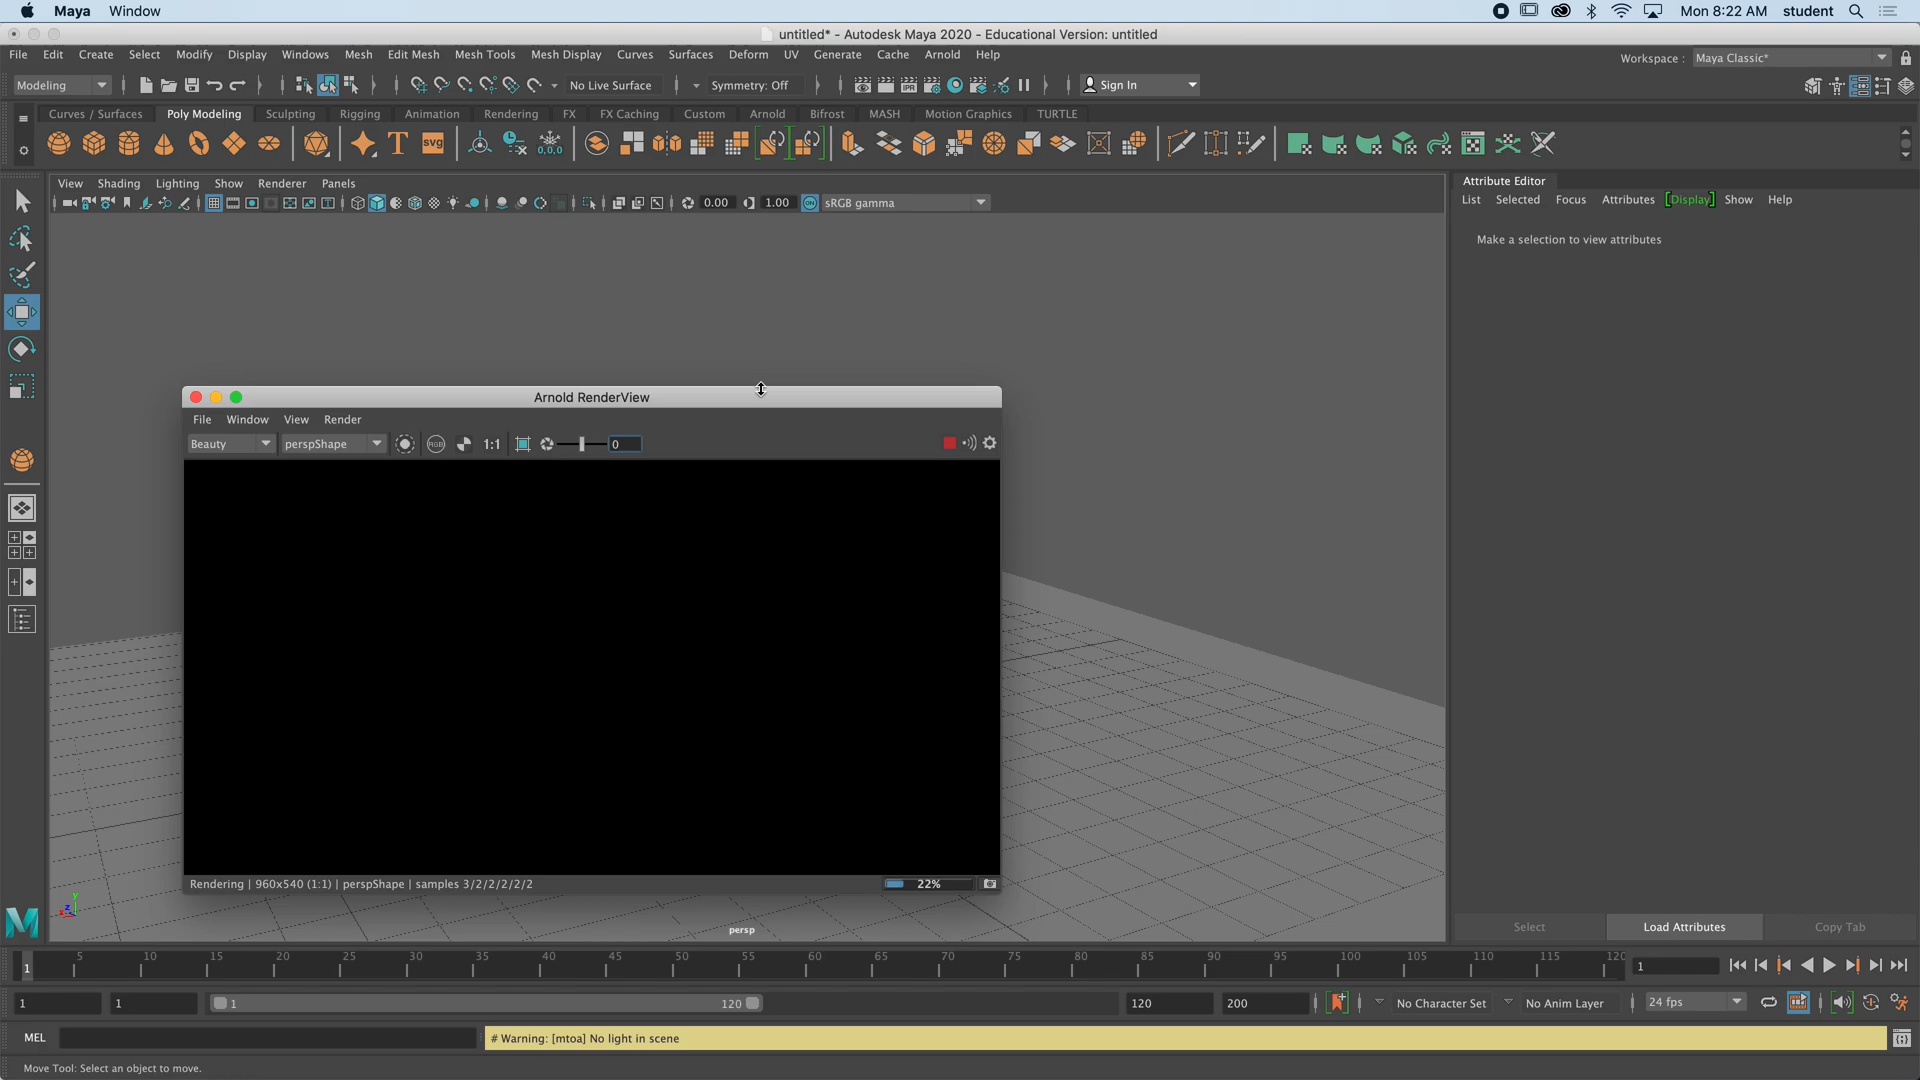 Maya Window Mon 8:22 AM student
untitled* - Autodesk Maya 2020 - Educational Version: untitled
File Edit Create Select Modify Display Windows Mesh Edit Mesh Mesh Tools Mesh Display Curves Surfaces Deform UV Generate Cache Arnold Help Workspace : Maya Classic*
Modeling No Live Surface Symmetry: Off IPR Sign In
Curves / Surfaces Poly Modeling Sculpting Rigging Animation Rendering FX FX Caching Custom Arnold Bifrost MASH Motion Graphics TURTLE
T SVG 0,0,0
View Shading Lighting Show Renderer Panels
0.00 1.00 ON sRGB gamma
Attribute Editor
List Selected Focus Attributes [Display] Show Help
Make a selection to view attributes
Arnold RenderView
File Window View Render
Beauty perspShape RGB 1:1 0
Rendering | 960x540 (1:1) | perspShape | samples 3/2/2/2/2/2 22%
y z x
persp
Select Load Attributes Copy Tab
5 10 15 20 25 30 35 40 45 50 55 60 65 70 75 80 85 90 95 100 105 110 115 120
1 1
1 1 1 120 120 200 No Character Set No Anim Layer 24 fps
MEL # Warning: [mtoa] No light in scene
Move Tool: Select an object to move.